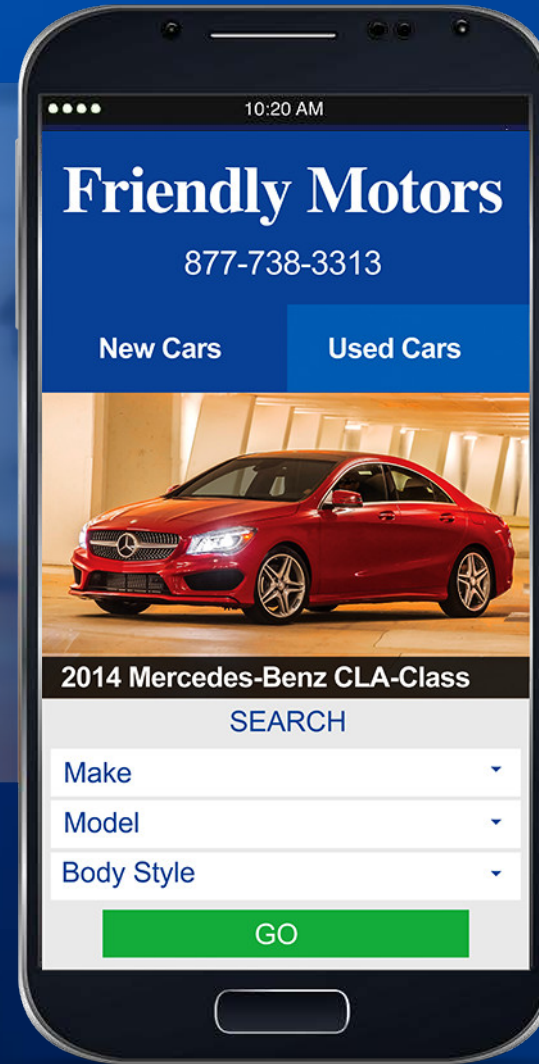 10:20 AM
Friendly Motors
877-738-3313
New Cars Used Cars
2014 Mercedes-Benz CLA-Class
SEARCH
Make
Model
Body Style
GO